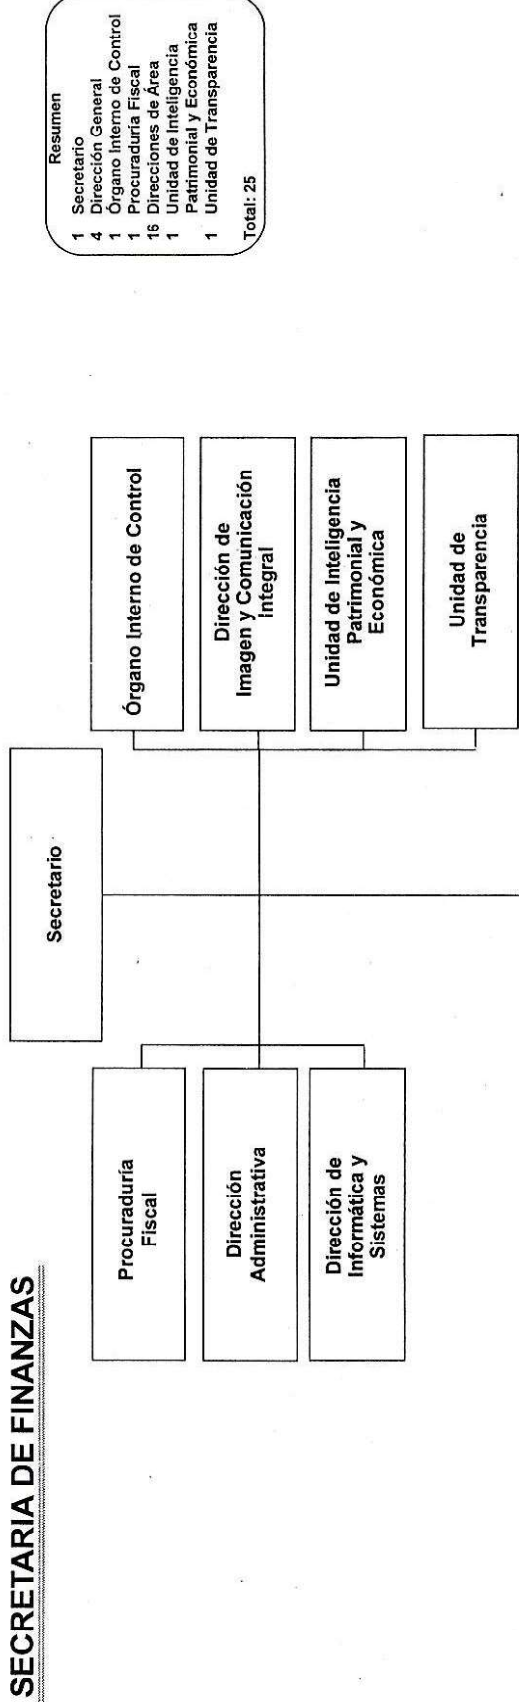 SECRETARIA DE FINANZAS
Secretario
Procuraduría
Fiscal
Dirección
Administrativa
Dirección de
Informática y
Sistemas
Órgano Interno de Control
Dirección de
Imagen y Comunicación
Integral
Unidad de Inteligencia
Patrimonial y
Económica
Unidad de
Transparencia
Resumen
1 Secretario
4 Dirección General
1 Órgano Interno de Control
1 Procuraduría Fiscal
16 Direcciones de Área
1 Unidad de Inteligencia
Patrimonial y Económica
1 Unidad de Transparencia
Total: 25